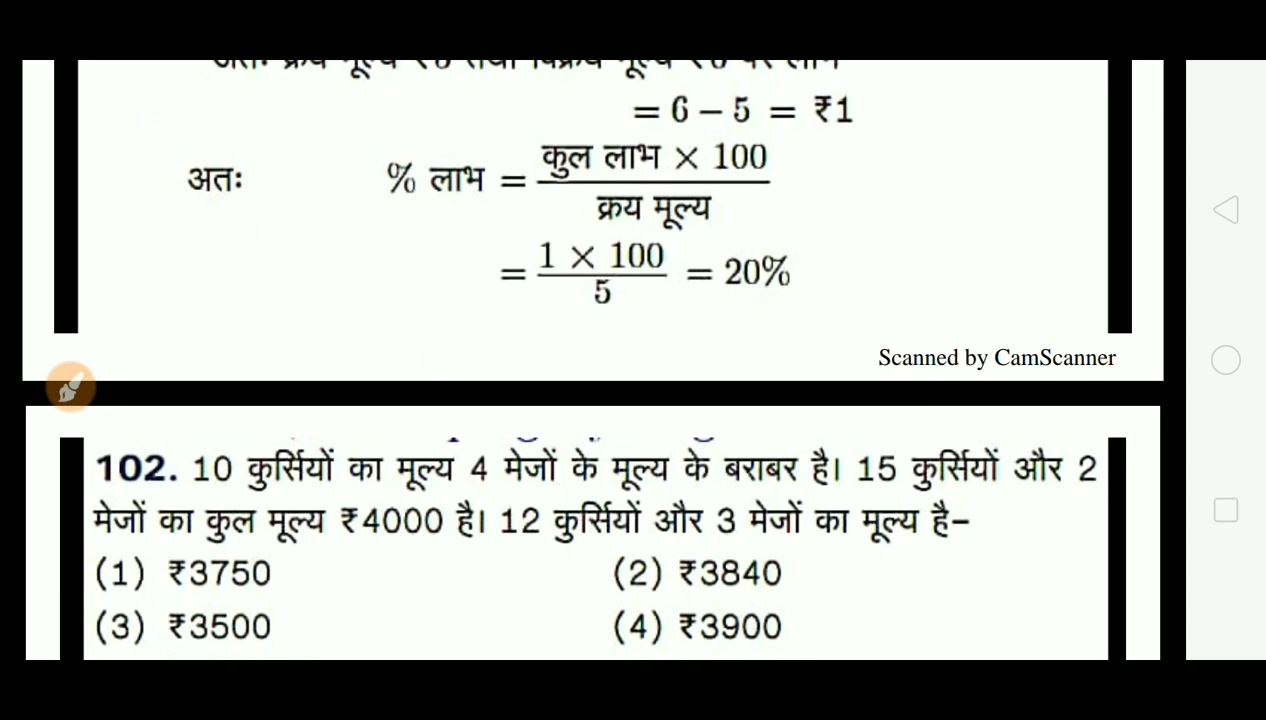 = 6 – 5 = ₹1
अतः % लाभ = कुल लाभ × 100 / क्रय मूल्य
= 1 × 100 / 5 = 20%
Scanned by CamScanner
102. 10 कुर्सियों का मूल्य 4 मेजों के मूल्य के बराबर है। 15 कुर्सियों और 2
मेजों का कुल मूल्य ₹4000 है। 12 कुर्सियों और 3 मेजों का मूल्य है–
(1) ₹3750 (2) ₹3840
(3) ₹3500 (4) ₹3900